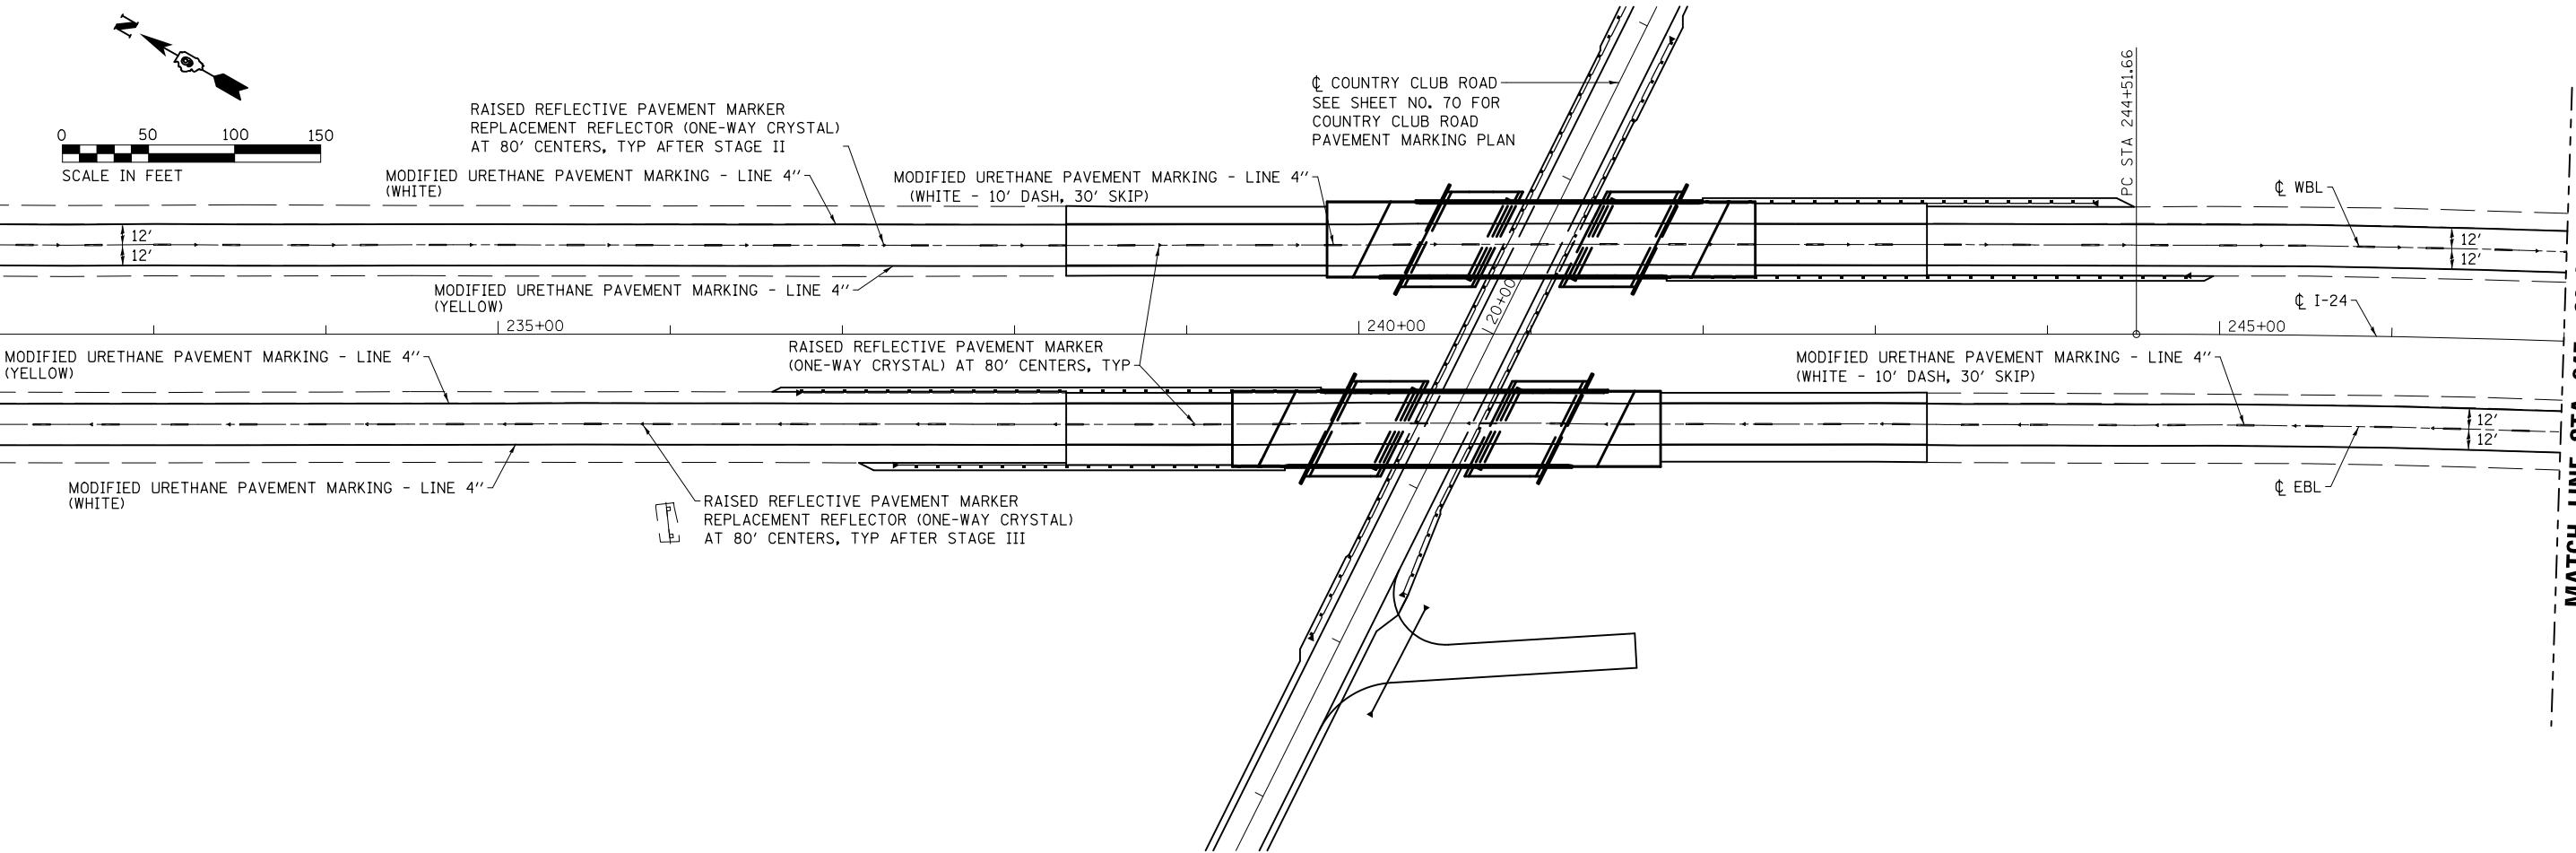 N
0 50 100 150
SCALE IN FEET
RAISED REFLECTIVE PAVEMENT MARKER
REPLACEMENT REFLECTOR (ONE-WAY CRYSTAL)
AT 80' CENTERS, TYP AFTER STAGE II
MODIFIED URETHANE PAVEMENT MARKING - LINE 4"
(WHITE)
MODIFIED URETHANE PAVEMENT MARKING - LINE 4"
(WHITE - 10' DASH, 30' SKIP)
℄ COUNTRY CLUB ROAD
SEE SHEET NO. 70 FOR
COUNTRY CLUB ROAD
PAVEMENT MARKING PLAN
PC STA 244+51.66
℄ WBL
12'
12'
12'
12'
MODIFIED URETHANE PAVEMENT MARKING - LINE 4"
(YELLOW)
℄ I-24
235+00
240+00
20+00
245+00
MODIFIED URETHANE PAVEMENT MARKING - LINE 4"
(YELLOW)
RAISED REFLECTIVE PAVEMENT MARKER
(ONE-WAY CRYSTAL) AT 80' CENTERS, TYP
MODIFIED URETHANE PAVEMENT MARKING - LINE 4"
(WHITE - 10' DASH, 30' SKIP)
12'
12'
MODIFIED URETHANE PAVEMENT MARKING - LINE 4"
(WHITE)
RAISED REFLECTIVE PAVEMENT MARKER
REPLACEMENT REFLECTOR (ONE-WAY CRYSTAL)
AT 80' CENTERS, TYP AFTER STAGE III
℄ EBL
MATCH LINE STA